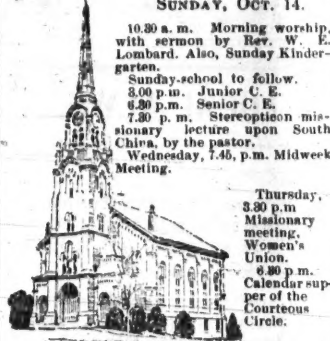 SUNDAY, OCT. 14.
10.30 a. m. Morning worship,
with sermon by Rev. W. E.
Lombard. Also, Sunday Kinder-
garten.
Sunday-school to follow.
3.00 p.m. Junior C. E.
6.30 p.m. Senior C. E.
7.30 p. m. Stereopticon mis-
sionary lecture upon South
China, by the pastor.
Wednesday, 7.45, p.m. Midweek
Meeting.
Thursday,
3.30 p.m
Missionary
meeting,
Women's
Union.
6.30 p.m.
Calendar sup-
per of the
Courteous
Circle.